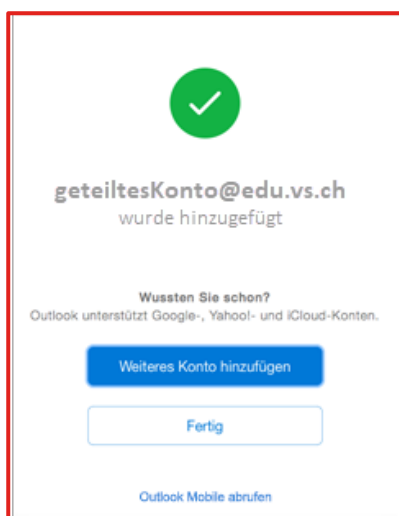 geteiltesKonto@edu.vs.ch
wurde hinzugefügt
Wussten Sie schon?
Outlook unterstützt Google-, Yahoo!- und iCloud-Konten.
Weiteres Konto hinzufügen
Fertig
Outlook Mobile abrufen